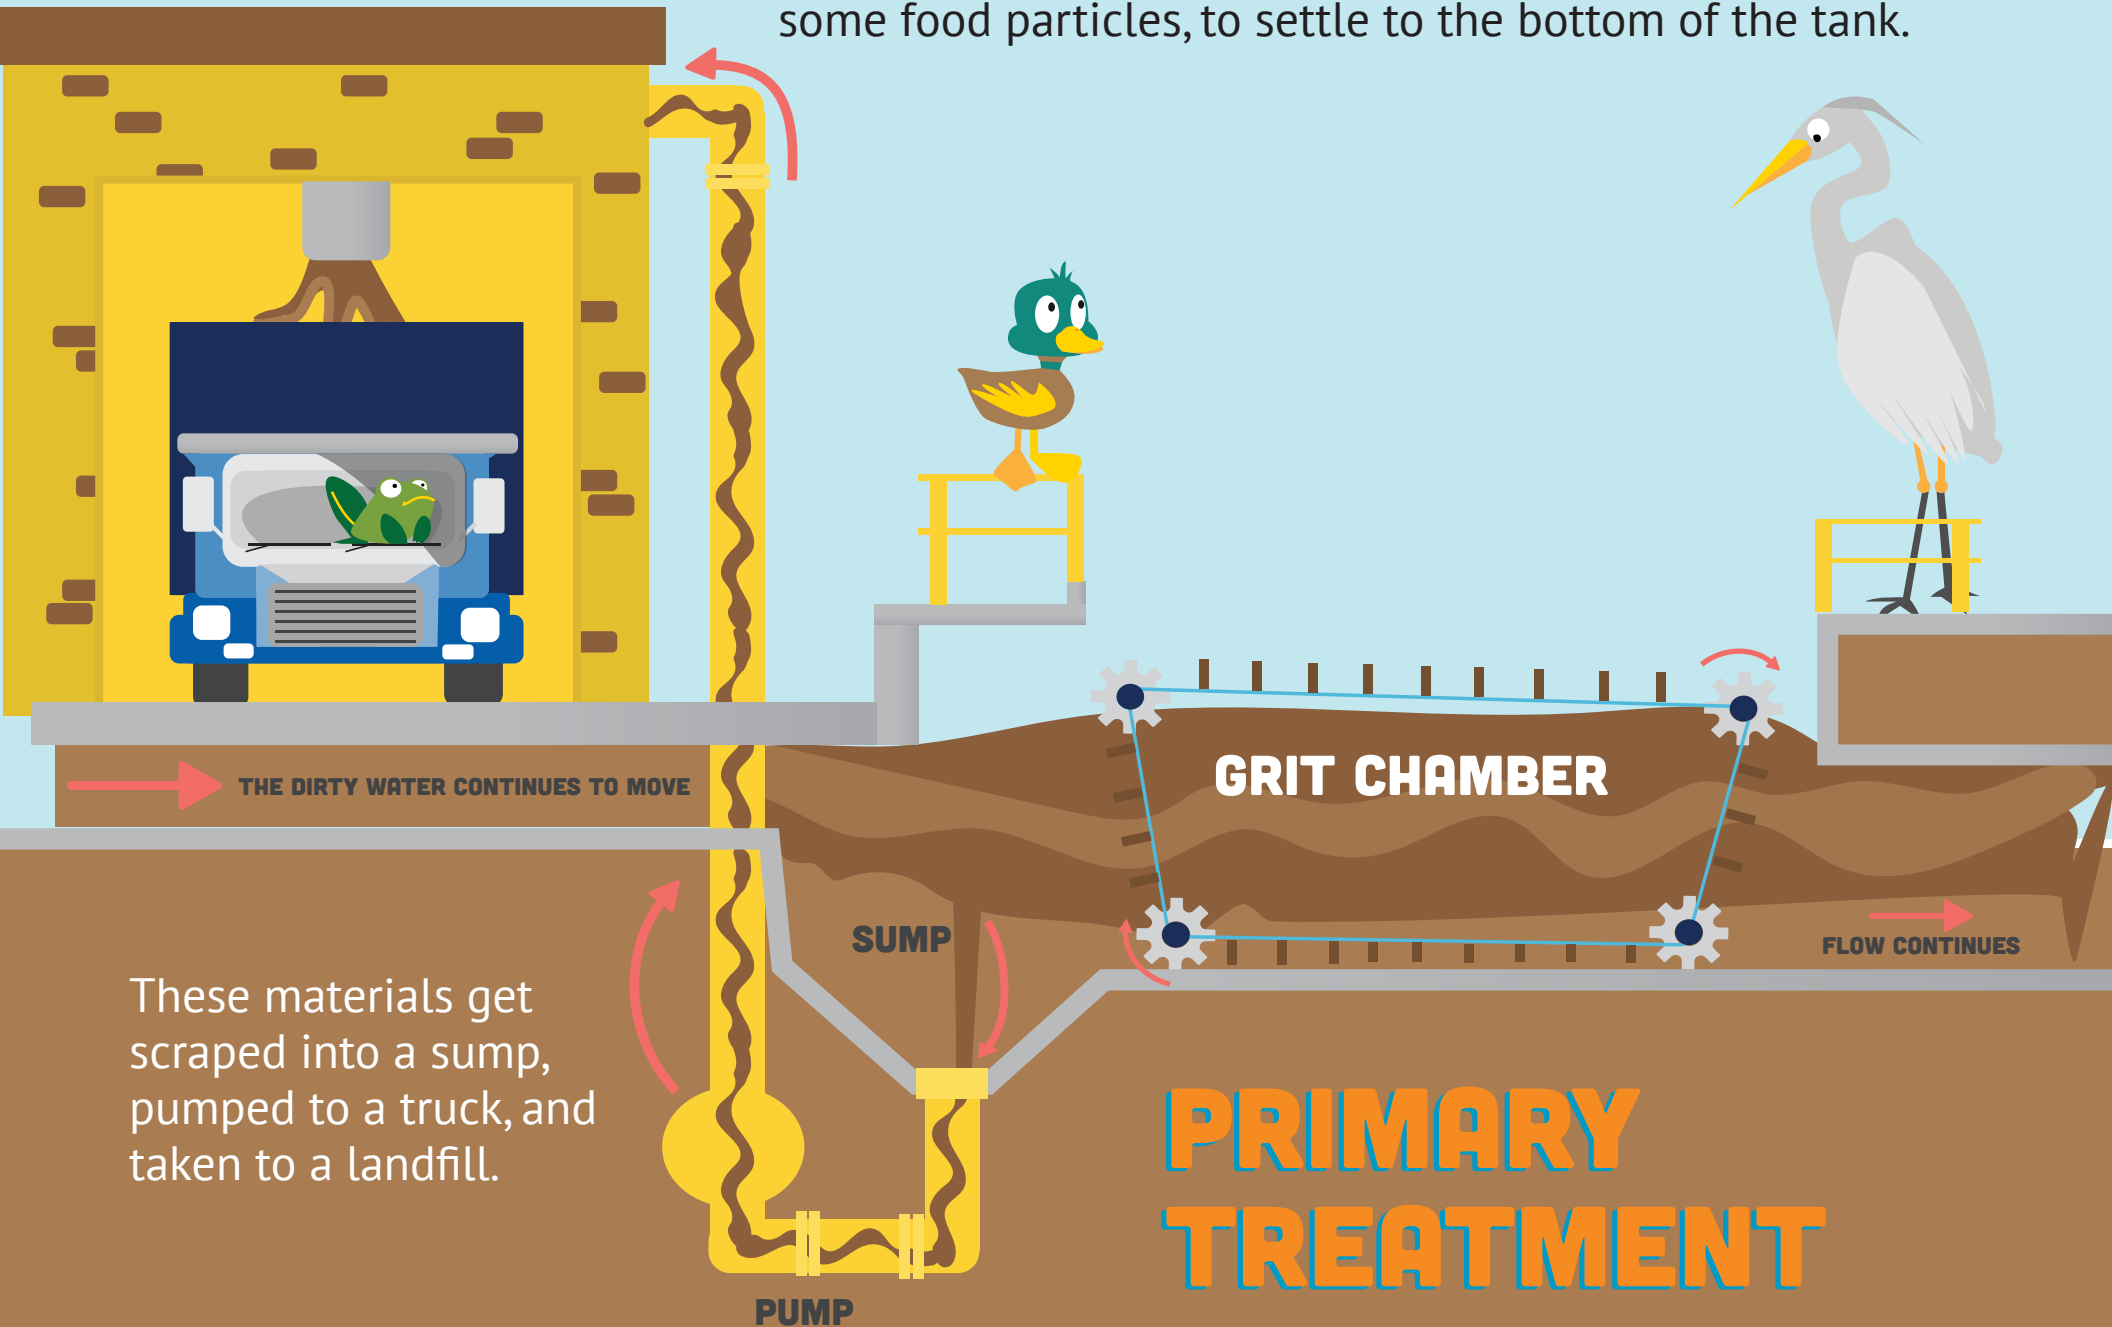 some food particles, to settle to the bottom of the tank.
THE DIRTY WATER CONTINUES TO MOVE
GRIT CHAMBER
SUMP
FLOW CONTINUES
These materials get
scraped into a sump,
pumped to a truck, and
taken to a landfill.
PRIMARY
TREATMENT
PUMP